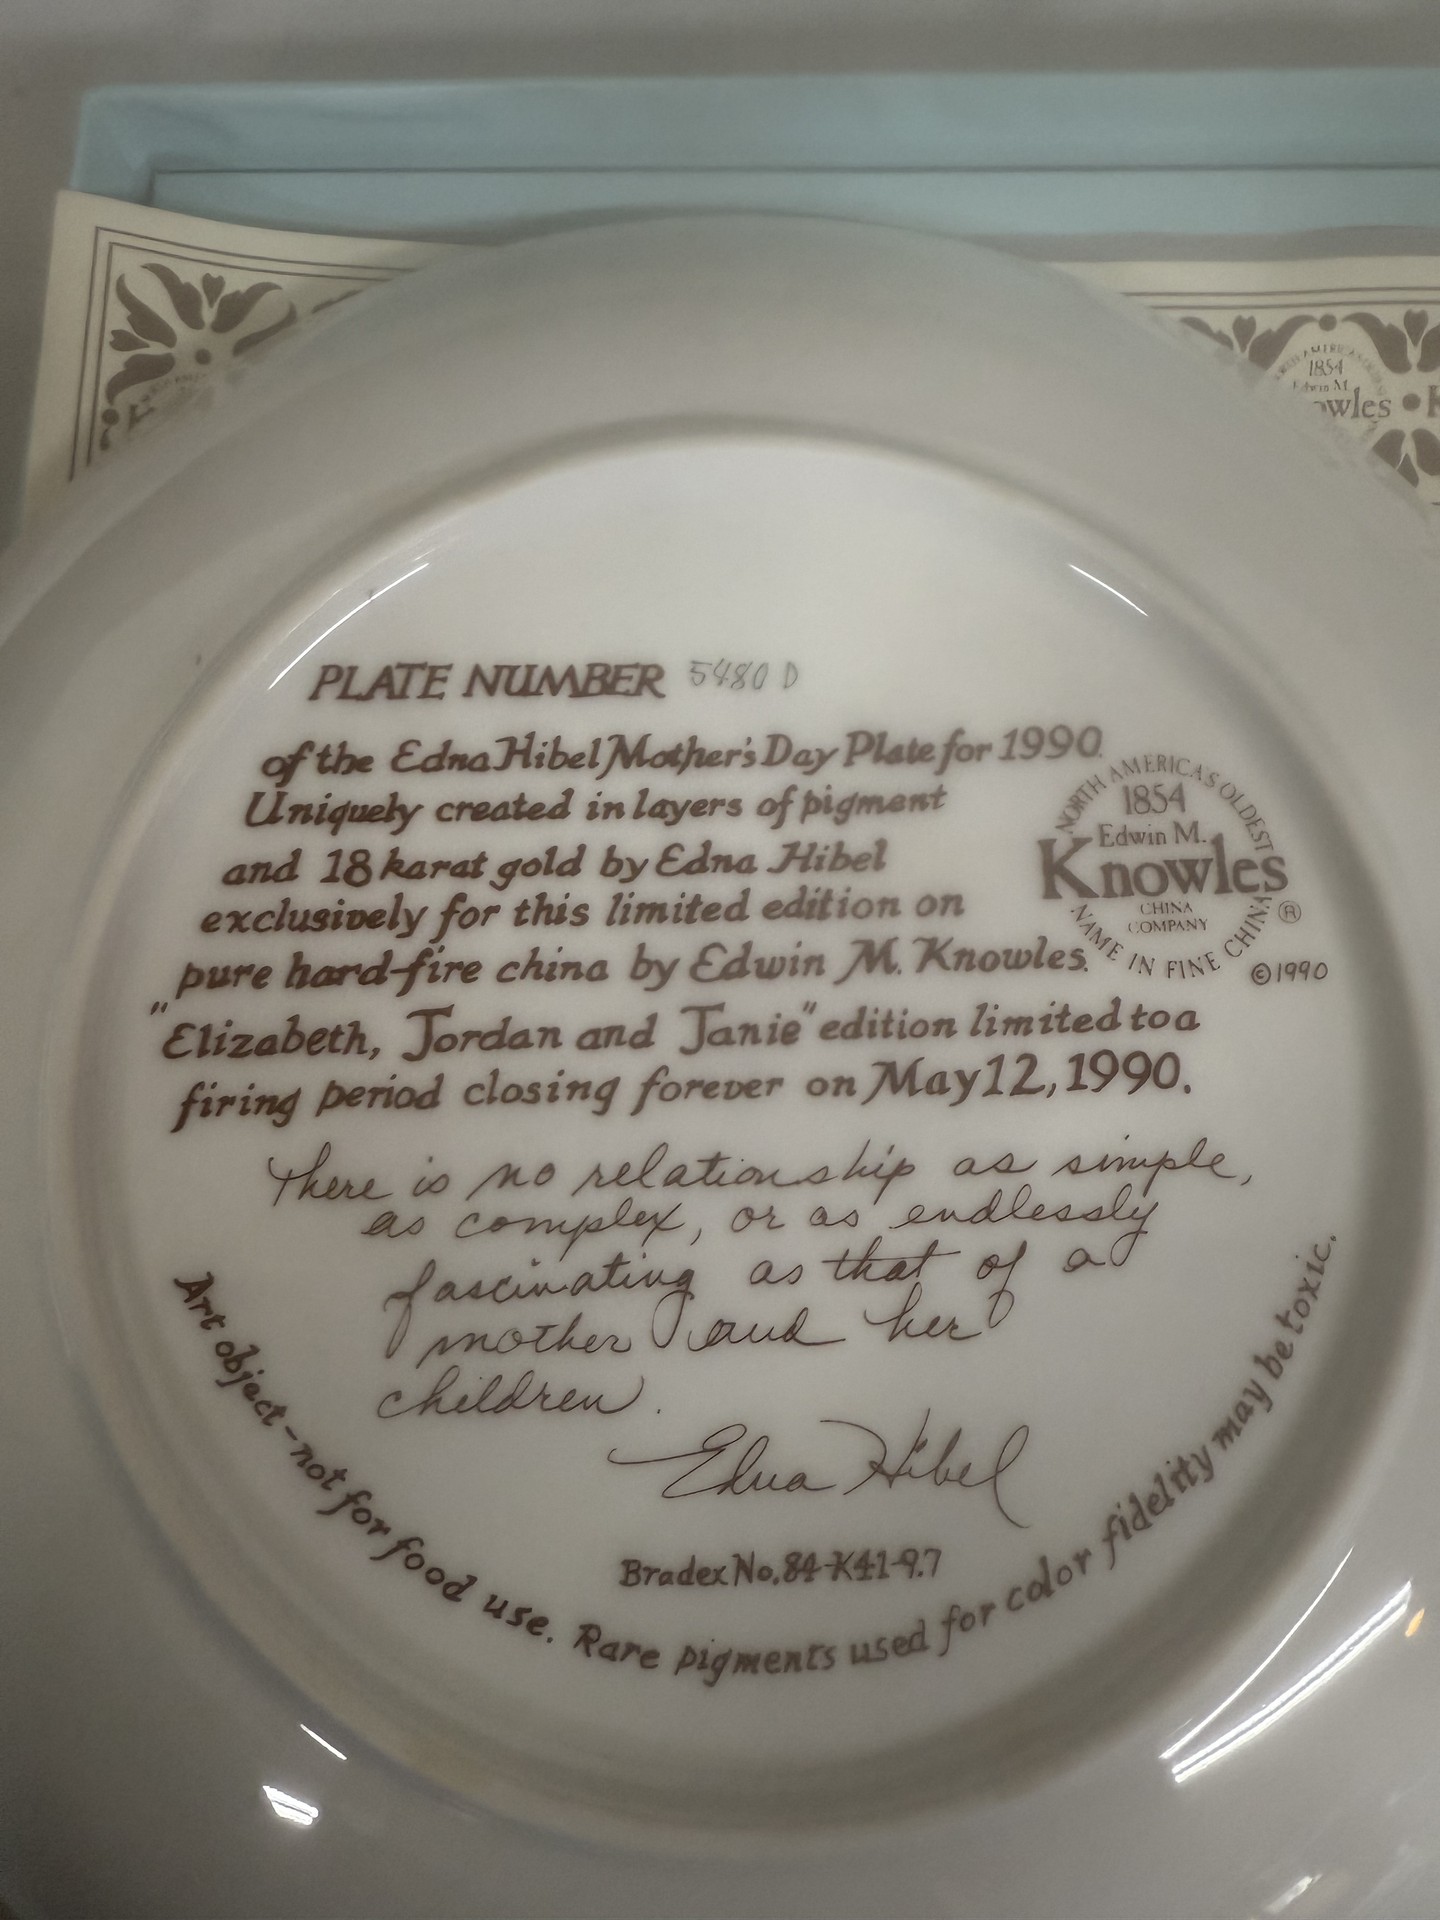 1854
Edwin M.
PLATE NUMBER 5480 D
of the Edna Hibel Mother's Day Plate for 1990.
Uniquely created in layers of pigment
and 18 karat gold by Edna Hibel
exclusively for this limited edition on
pure hard-fire china by Edwin M. Knowles.
"Elizabeth, Jordan and Janie" edition limited to a
firing period closing forever on May 12, 1990.
NORTH AMERICA'S OLDEST
1854
Edwin M.
Knowles
CHINA
COMPANY
NAME IN FINE CHINA
®
©1990
There is no relationship as simple,
as complex, or as endlessly
fascinating as that of a
mother and her
children.
Edna Hibel
Bradex No. 84-K41-9.7
Art object - not for food use. Rare pigments used for color fidelity may be toxic.